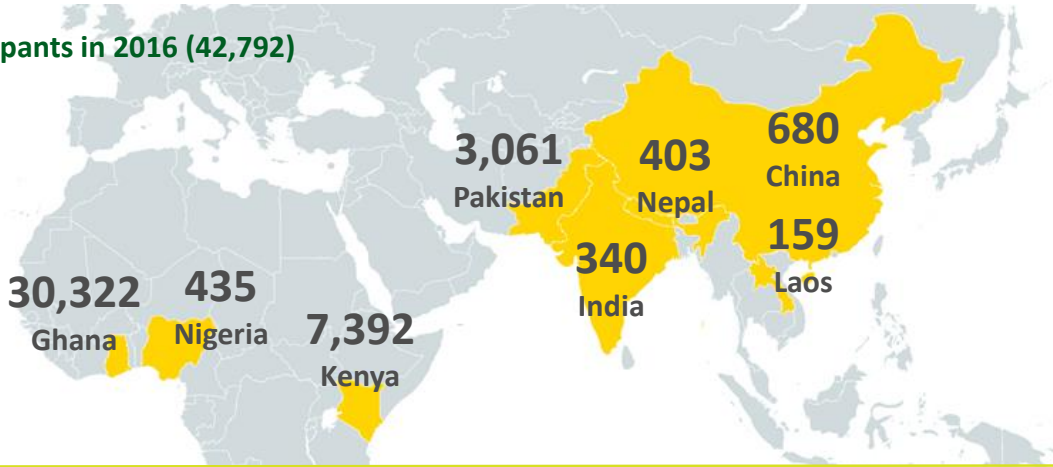 pants in 2016 (42,792)
3,061
Pakistan
403
Nepal
680
China
159
Laos
340
India
30,322
Ghana
435
Nigeria
7,392
Kenya